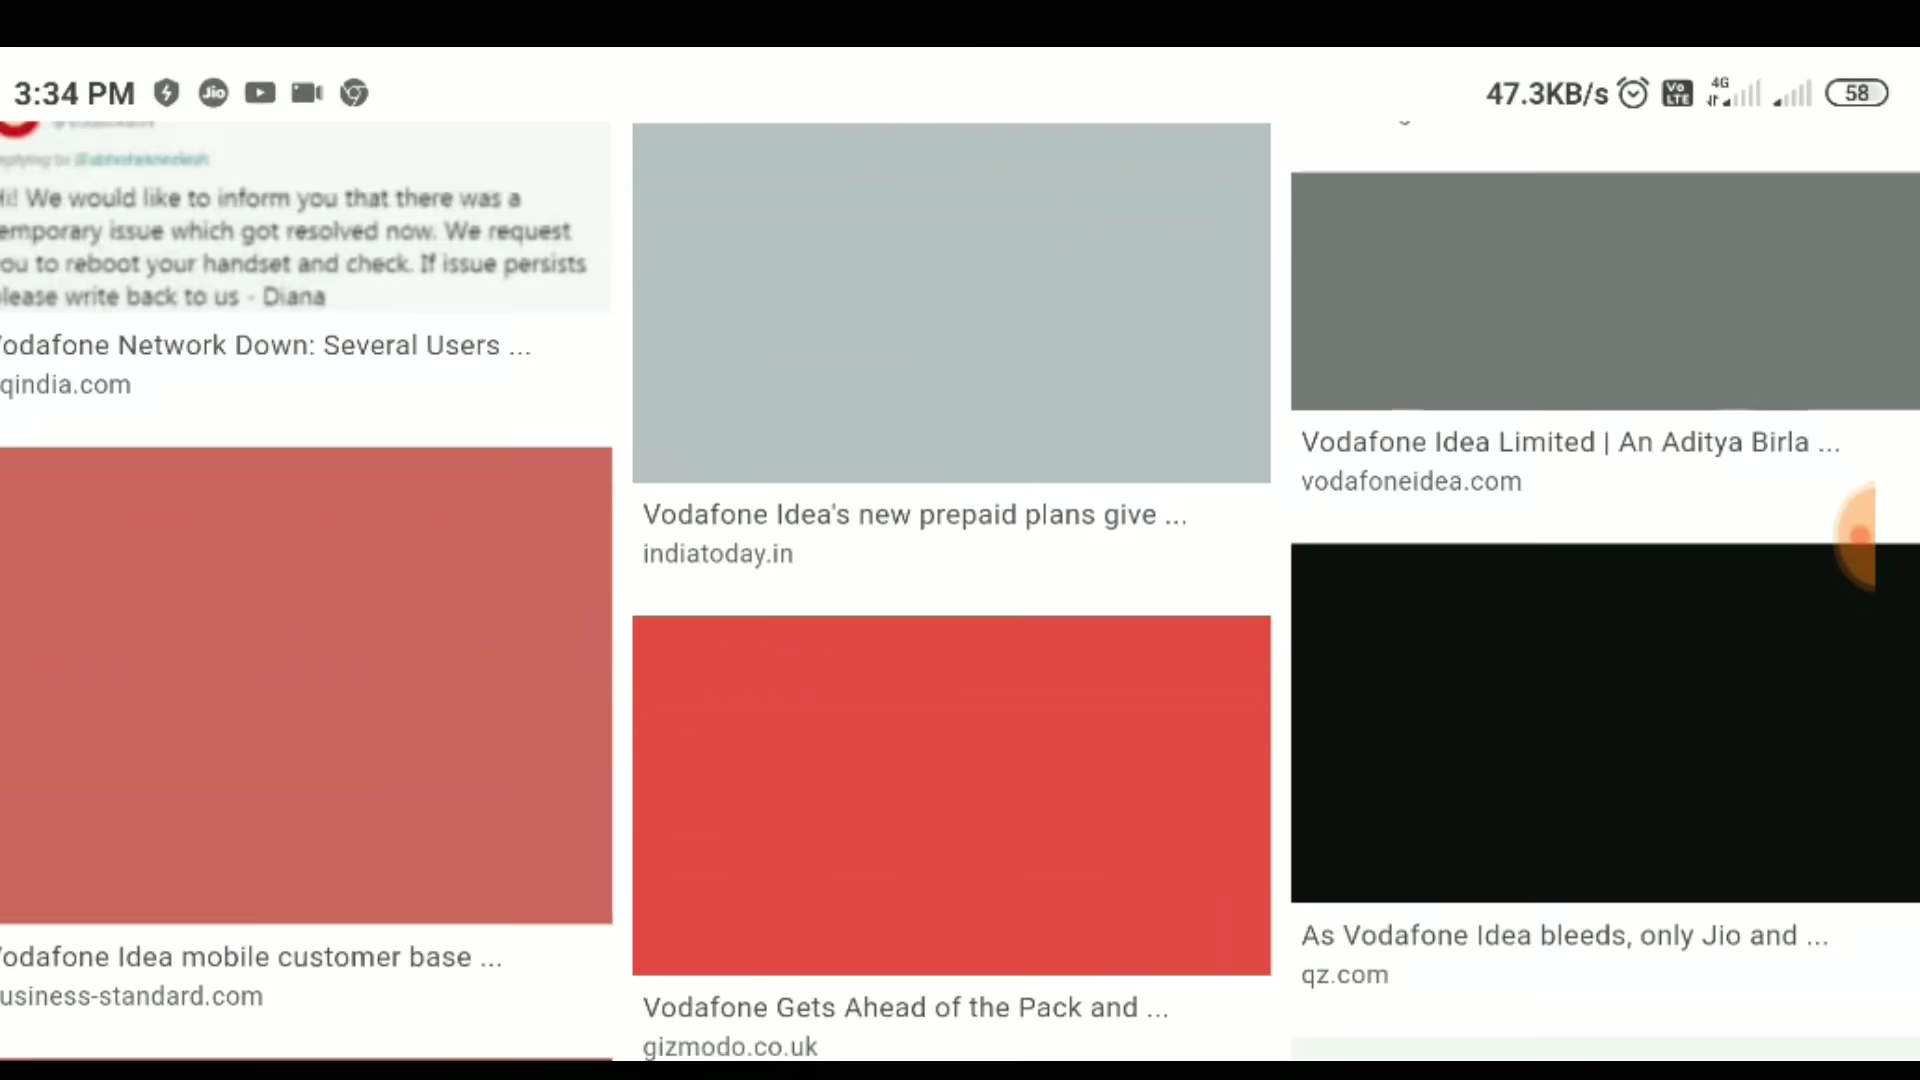 3:34 PM
Jio
47.3KB/s
Vo LTE
4G
58
We would like to inform you that there was a
issue which got resolved now. We request
to reboot your handset and check. If issue persists
write back to us - Diana
odafone Network Down: Several Users ...
qindia.com
odafone Idea mobile customer base ...
usiness-standard.com
Vodafone Idea's new prepaid plans give ...
indiatoday.in
Vodafone Gets Ahead of the Pack and ...
gizmodo.co.uk
Vodafone Idea Limited | An Aditya Birla ...
vodafoneidea.com
As Vodafone Idea bleeds, only Jio and ...
qz.com